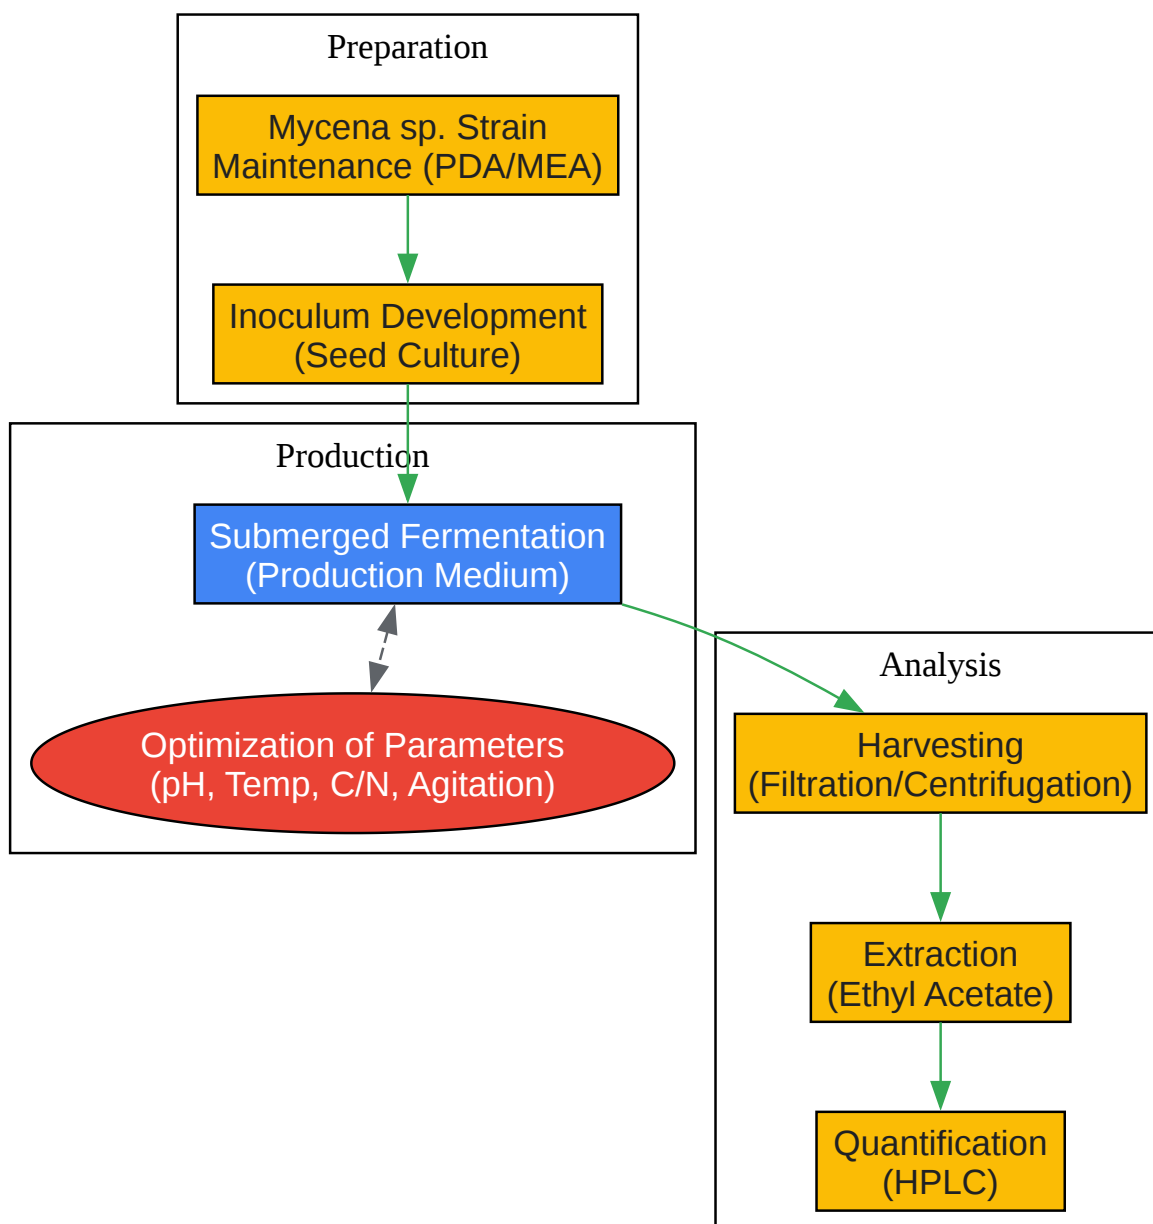 Preparation
Mycena sp. Strain
Maintenance (PDA/MEA)
Inoculum Development
(Seed Culture)
Production
Submerged Fermentation
(Production Medium)
Optimization of Parameters
(pH, Temp, C/N, Agitation)
Analysis
Harvesting
(Filtration/Centrifugation)
Extraction
(Ethyl Acetate)
Quantification
(HPLC)